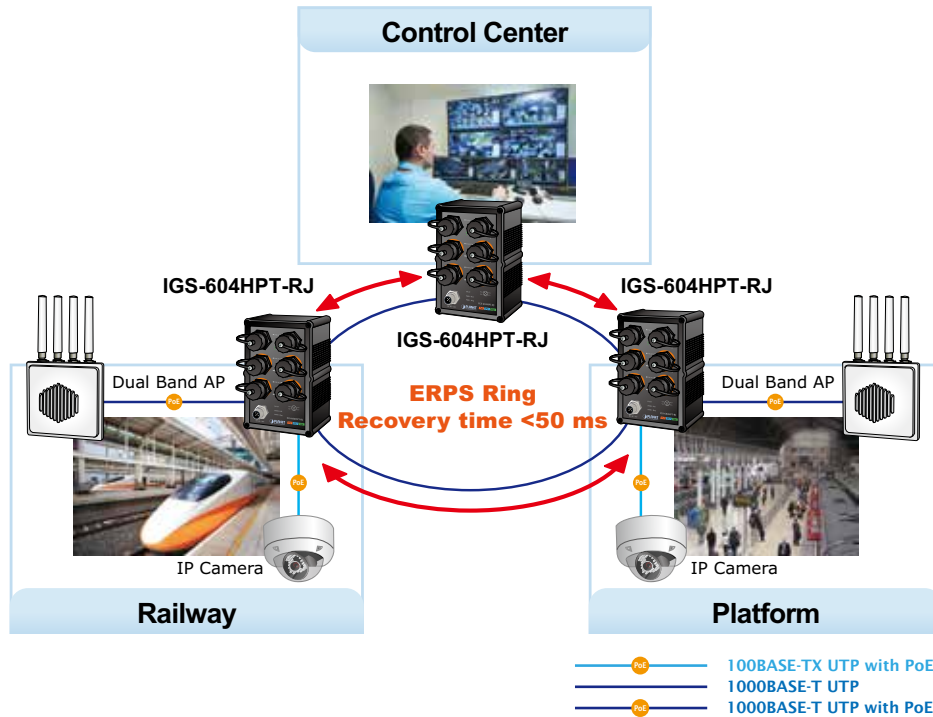 Control Center
IGS-604HPT-RJ
IGS-604HPT-RJ
IGS-604HPT-RJ
Dual Band AP
PoE
Dual Band AP
PoE
ERPS Ring
Recovery time <50 ms
PoE
PoE
IP Camera
IP Camera
Railway
Platform
PoE
100BASE-TX UTP with PoE
1000BASE-T UTP
PoE
1000BASE-T UTP with PoE